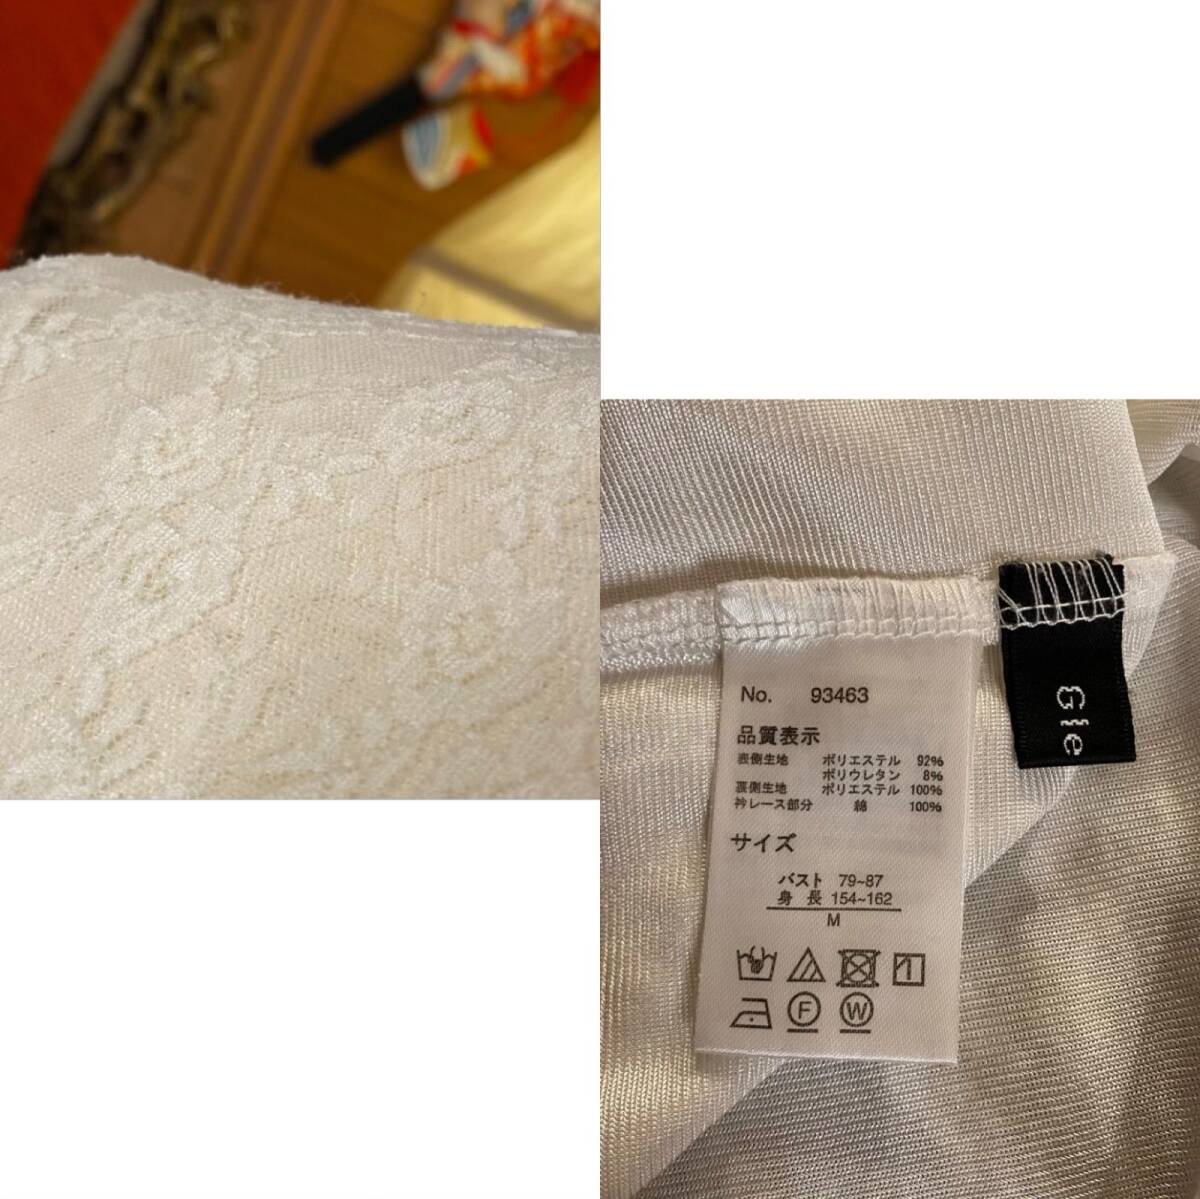 No. 93463
品質表示
表側生地 ポリエステル 92%
ポリウレタン 8%
裏側生地 ポリエステル 100%
衿レース部分 綿 100%
サイズ
バスト 79~87
身長 154~162
M
F W
Gie